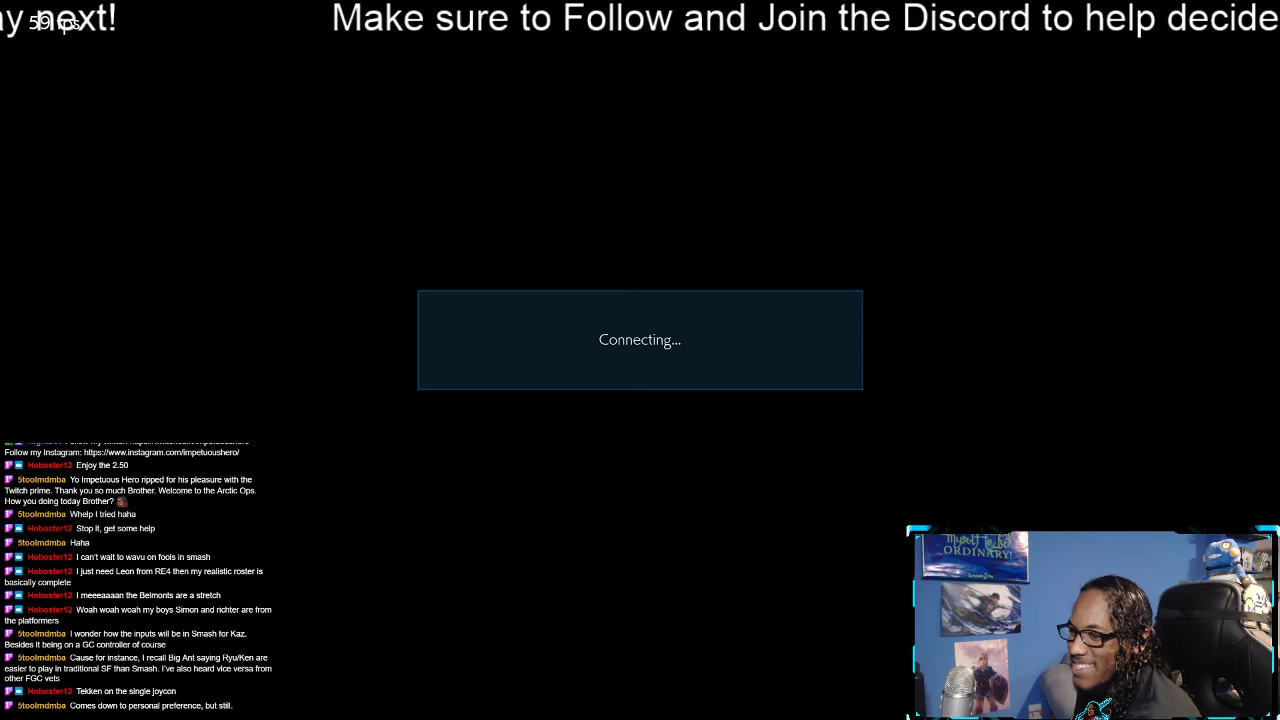 y next! Make sure to Follow and Join the Discord to help decide
59 fps
Connecting...
Follow my Instagram: https://www.instagram.com/impetuoushero/
Hoboster12 Enjoy the 2.50
5toolmdmba Yo Impetuous Hero ripped for his pleasure with the
Twitch prime. Thank you so much Brother. Welcome to the Arctic Ops.
How you doing today Brother?
5toolmdmba Whelp I tried haha
Hoboster12 Stop it, get some help
5toolmdmba Haha
Hoboster12 I can't wait to wavu on fools in smash
Hoboster12 I just need Leon from RE4 then my realistic roster is
basically complete
Hoboster12 I meeeaaaan the Belmonts are a stretch
Hoboster12 Woah woah woah my boys Simon and richter are from
the platformers
5toolmdmba I wonder how the inputs will be in Smash for Kaz.
Besides it being on a GC controller of course
5toolmdmba Cause for instance, I recall Big Ant saying Ryu/Ken are
easier to play in traditional SF than Smash. I've also heard vice versa from
other FGC vets
Hoboster12 Tekken on the single joycon
5toolmdmba Comes down to personal preference, but still.
Myself To Be
ORDINARY!